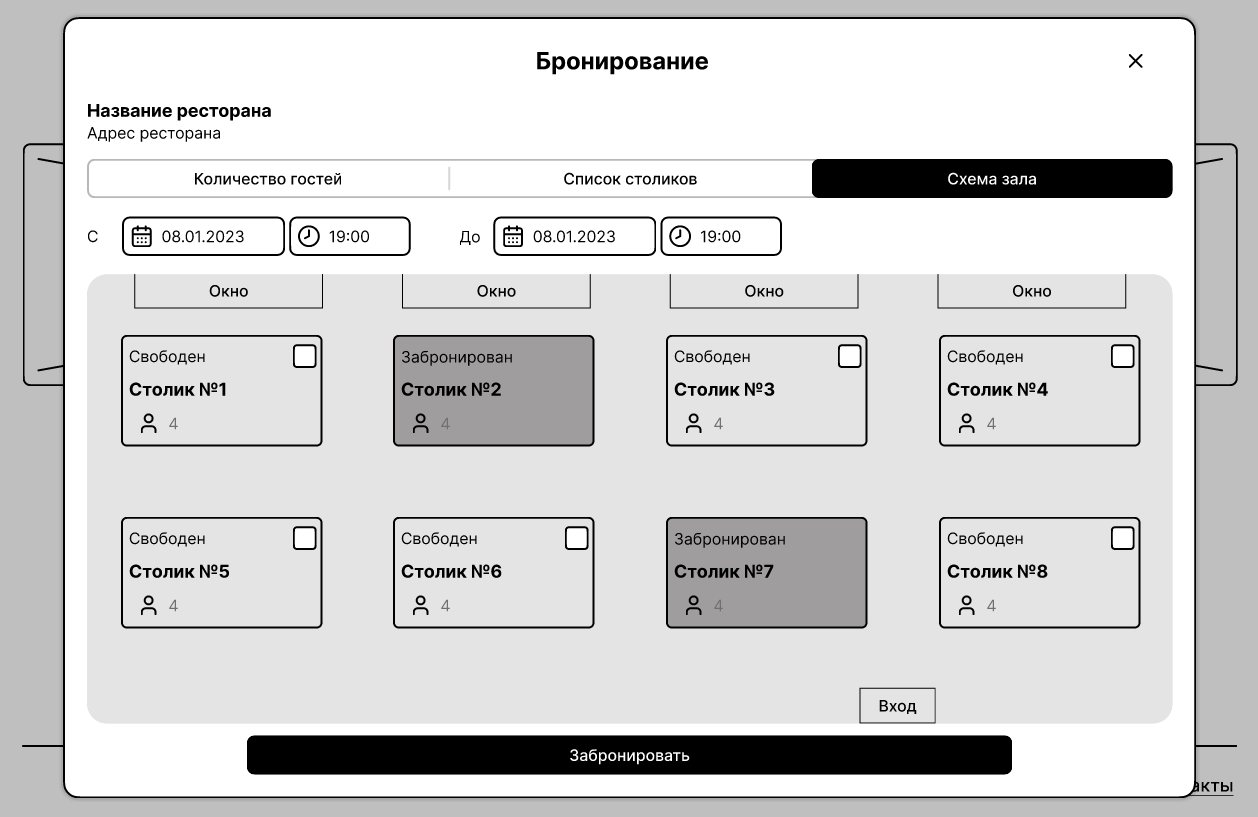 Бронирование
Название ресторана
Адрес ресторана
Количество гостей Список столиков Схема зала
С 08.01.2023 19:00 До 08.01.2023 19:00
Окно Окно Окно Окно
Свободен Забронирован Свободен Свободен
Столик №1 Столик №2 Столик №3 Столик №4
4 4 4 4
Свободен Свободен Забронирован Свободен
Столик №5 Столик №6 Столик №7 Столик №8
4 4 4 4
Вход
Забронировать
акты